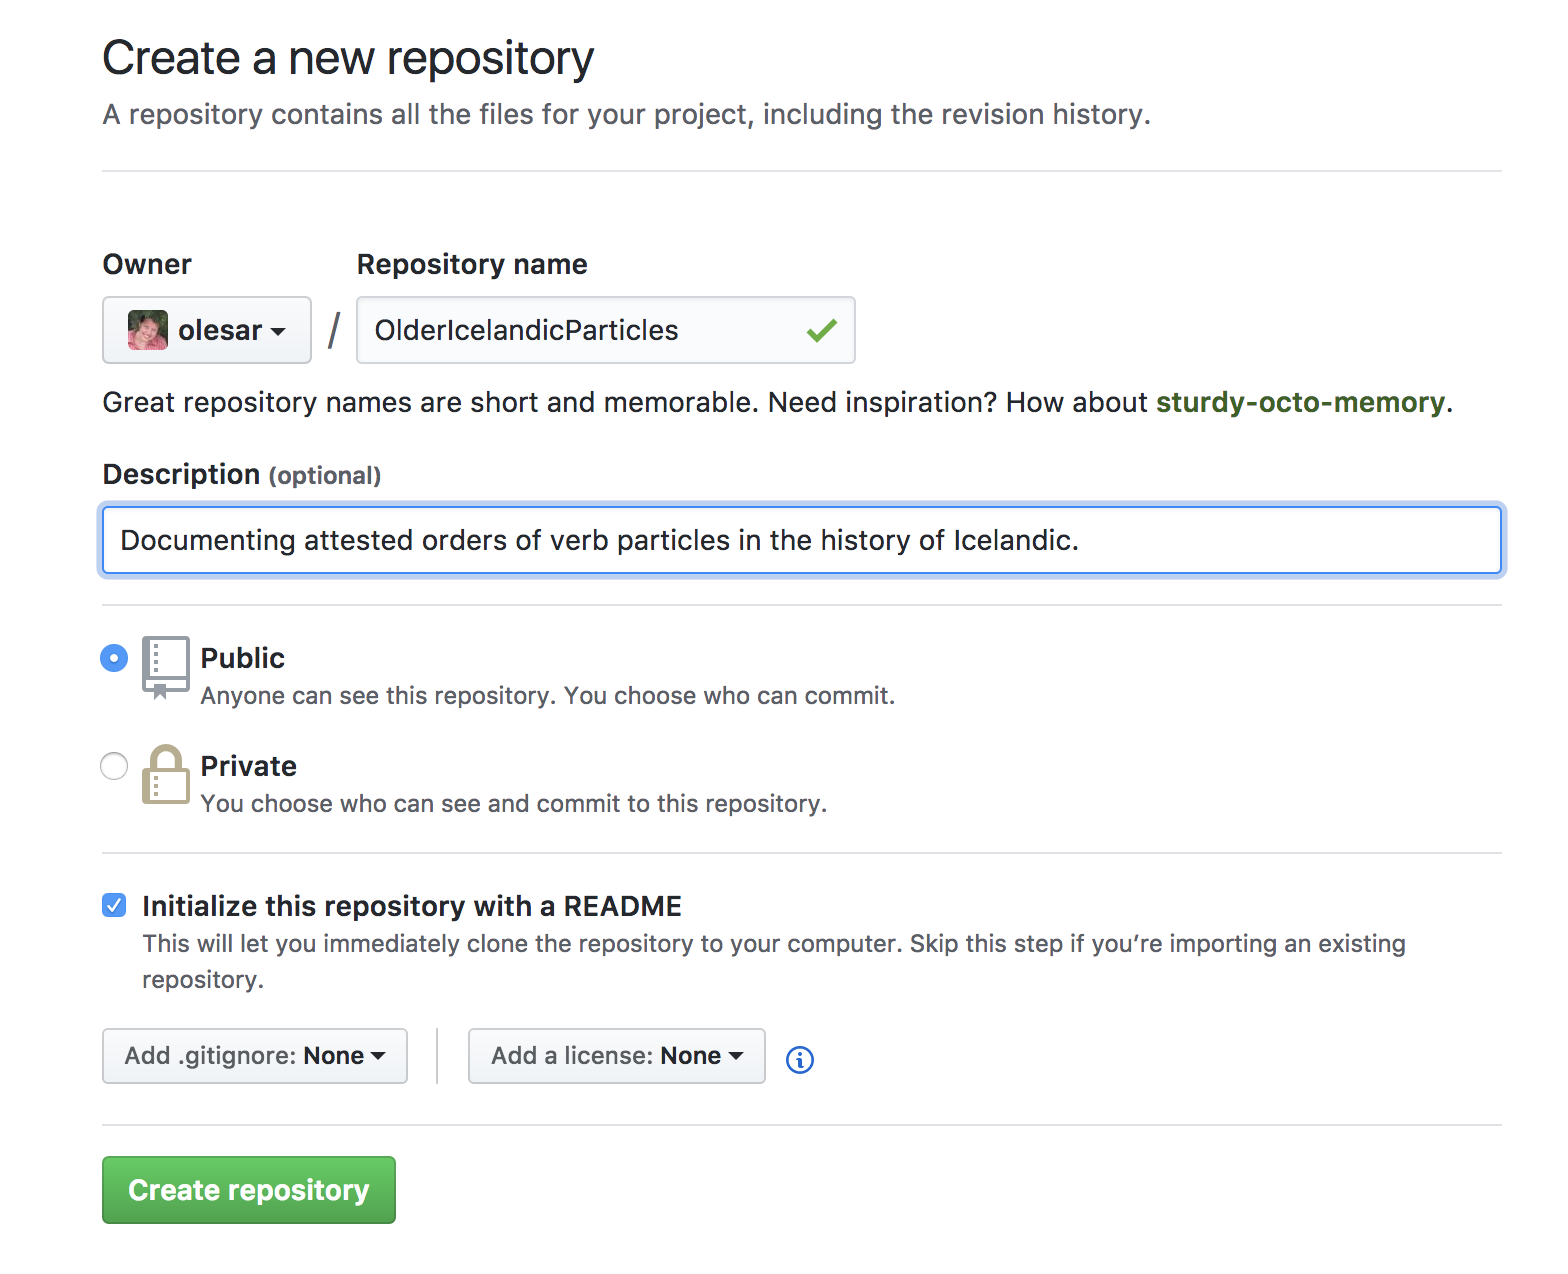 Create a new repository
A repository contains all the files for your project, including the revision history.
Owner
Repository name
olesar
/
OlderIcelandicParticles
Great repository names are short and memorable. Need inspiration? How about sturdy-octo-memory.
Description (optional)
Documenting attested orders of verb particles in the history of Icelandic.
Public
Anyone can see this repository. You choose who can commit.
Private
You choose who can see and commit to this repository.
Initialize this repository with a README
This will let you immediately clone the repository to your computer. Skip this step if you’re importing an existing
repository.
Add .gitignore: None
Add a license: None
Create repository